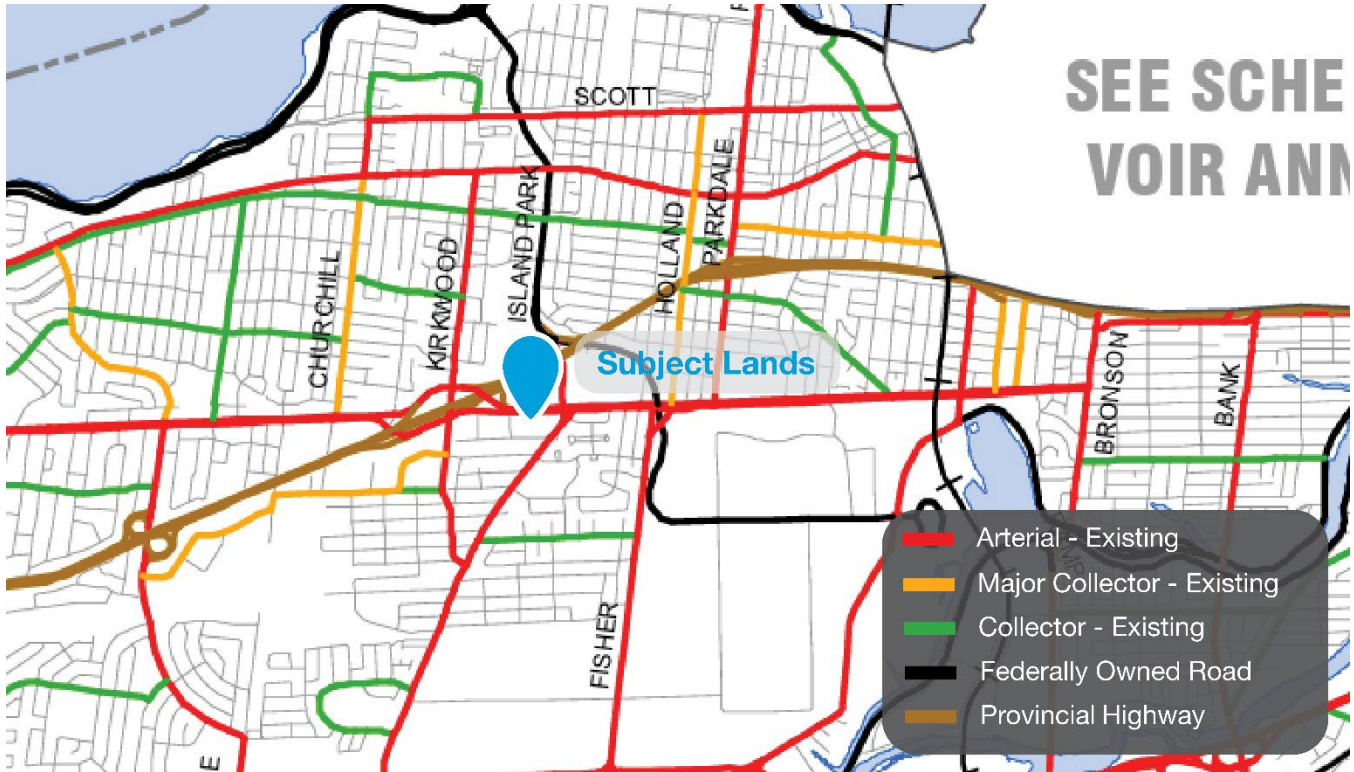 SEE SCHE
VOIR ANN
SCOTT
ISLAND PARK
PARKDALE
HOLLAND
KIRKWOOD
CHURCHILL
Subject Lands
BRONSON
BANK
FISHER
Arterial - Existing
Major Collector - Existing
Collector - Existing
Federally Owned Road
Provincial Highway
E